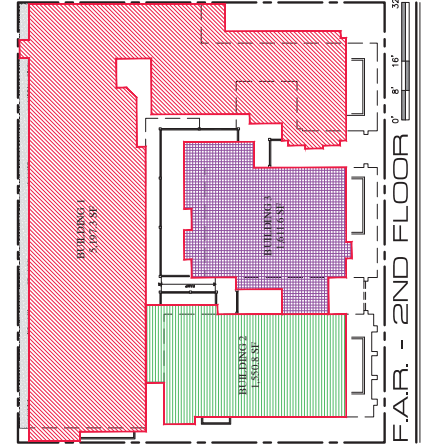 BUILDING 1
5,197.3 SF
BUILDING 3
1,611.6 SF
BUILDING 2
1,550.8 SF
F.A.R. - 2ND FLOOR
0' 8' 16' 32